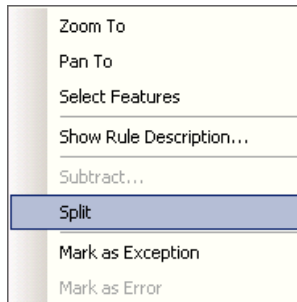 Zoom To
Pan To
Select Features
Show Rule Description...
Subtract...
Split
Mark as Exception
Mark as Error